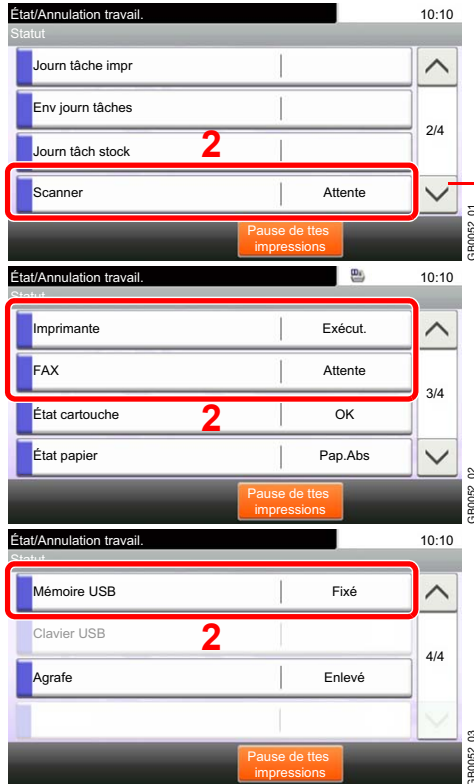 État/Annulation travail. 10:10
Statut
Journ tâche impr
Env journ tâches
2/4
Journ tâch stock
2
Scanner Attente
Pause de ttes
impressions
GB0052_01
État/Annulation travail. 10:10
Statut
Imprimante Exécut.
FAX Attente
3/4
État cartouche OK
2
État papier Pap.Abs
Pause de ttes
impressions
GB0052_02
État/Annulation travail. 10:10
Statut
Mémoire USB Fixé
Clavier USB
2
4/4
Agrafe Enlevé
Pause de ttes
impressions
GB0052_03